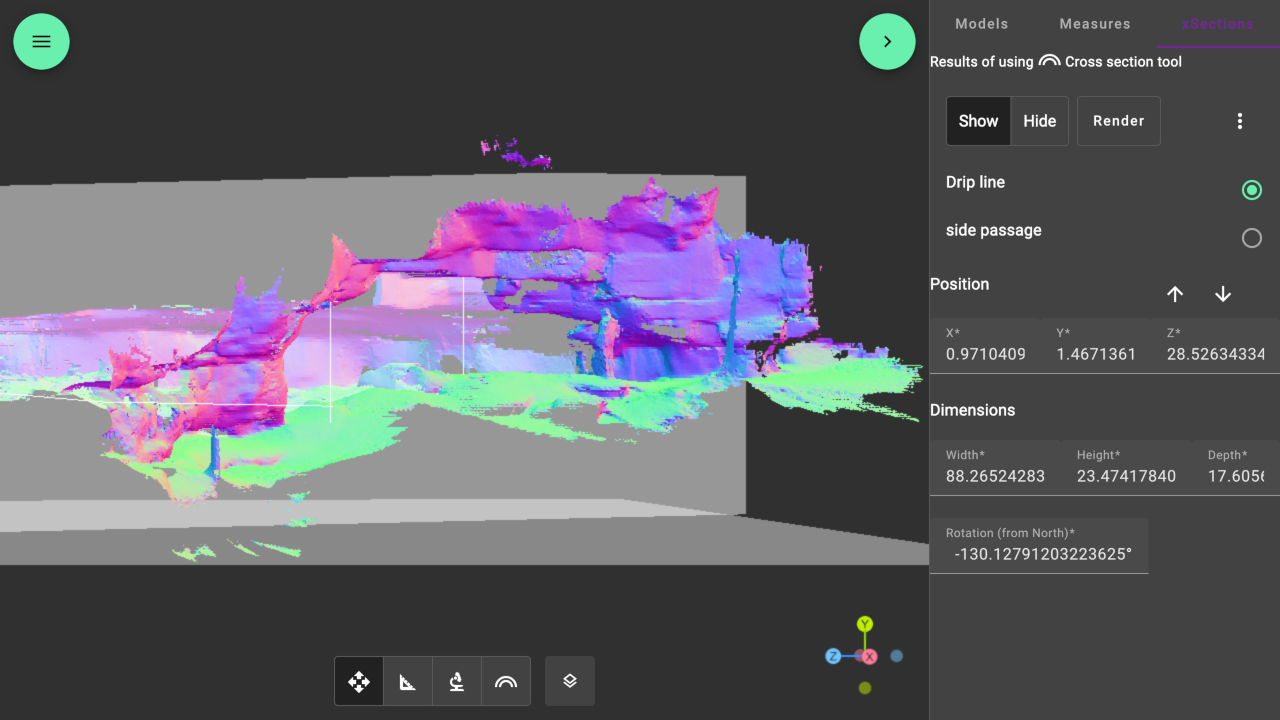 Models Measures xSections
Results of using Cross section tool
Show Hide Render
Drip line
side passage
Position
X* Y* Z*
0.9710409 1.4671361 28.52634334
Dimensions
Width* Height* Depth*
88.26524283 23.47417840 17.6056
Rotation (from North)*
-130.12791203223625°
Y
Z X